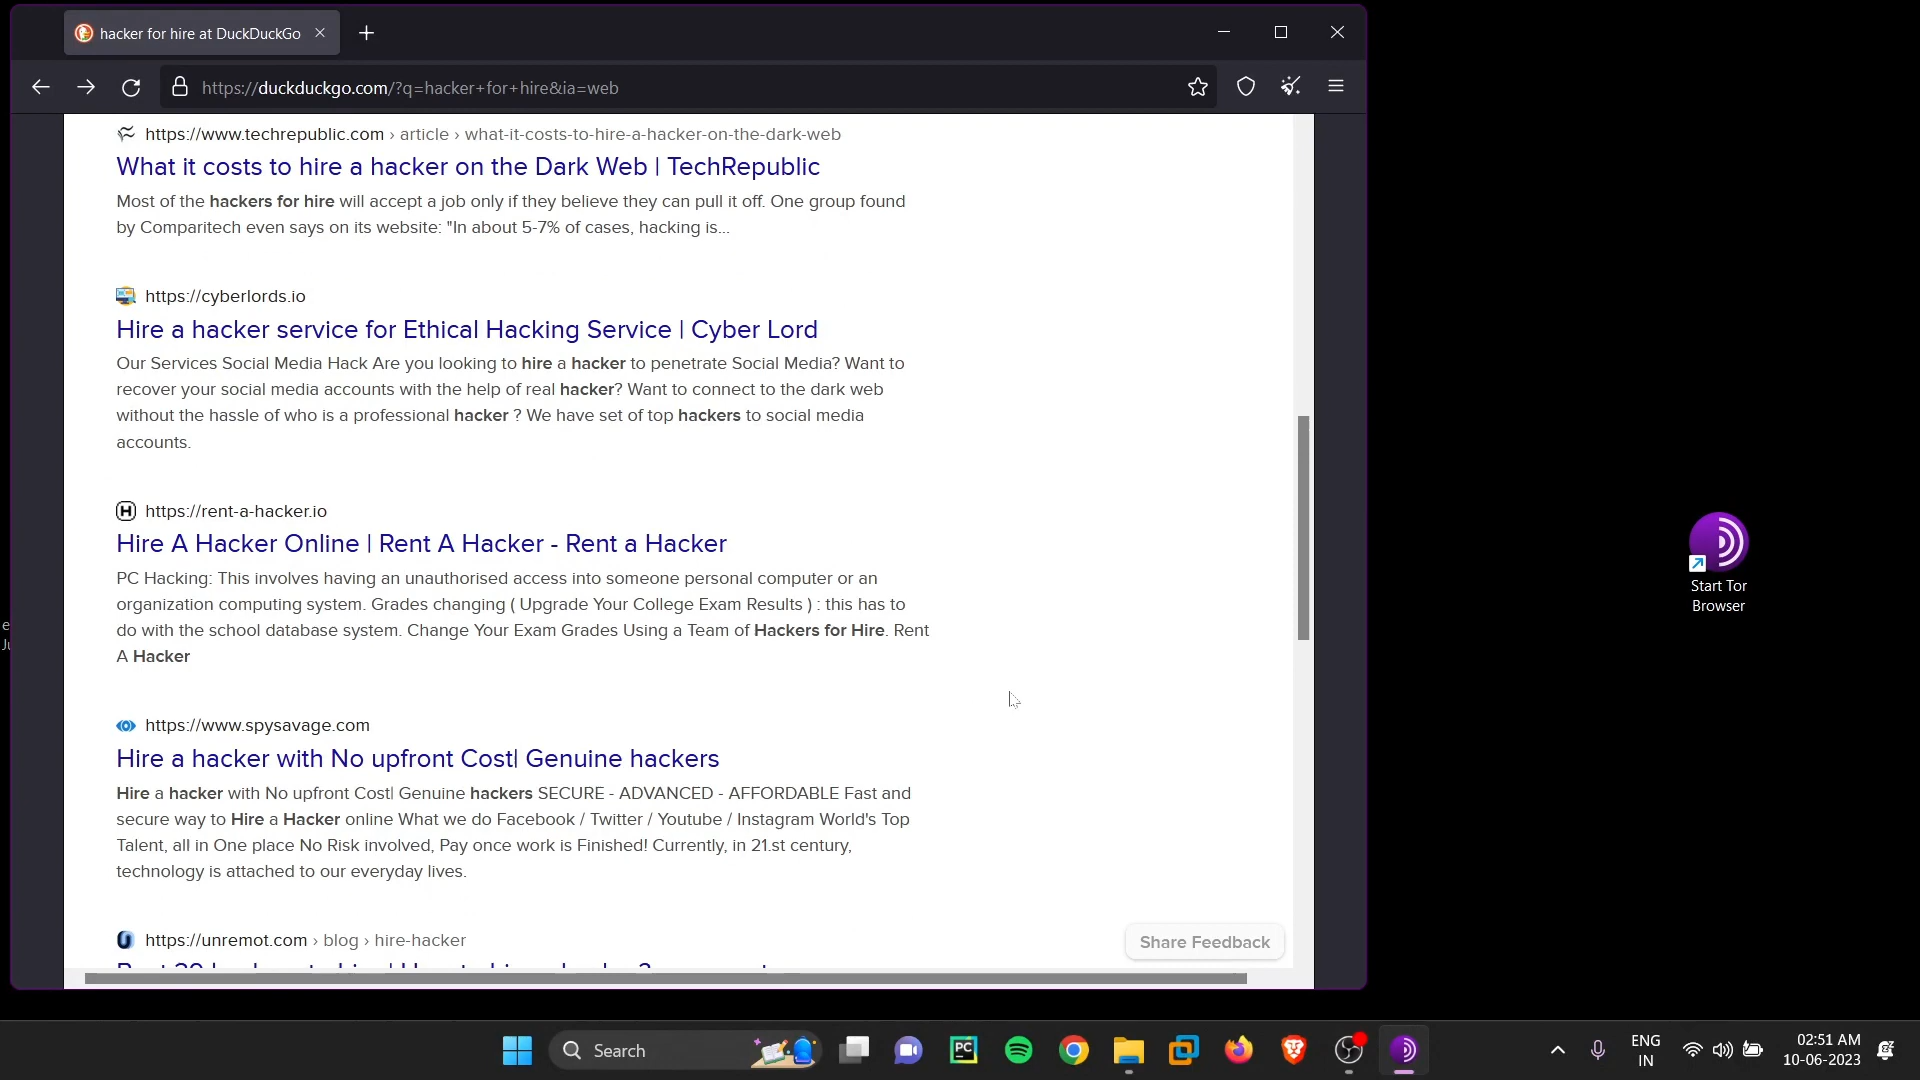 hacker for hire at DuckDuckGo
https://duckduckgo.com/?q=hacker+for+hire&ia=web
https://www.techrepublic.com › article › what-it-costs-to-hire-a-hacker-on-the-dark-web
What it costs to hire a hacker on the Dark Web | TechRepublic
Most of the hackers for hire will accept a job only if they believe they can pull it off. One group found
by Comparitech even says on its website: "In about 5-7% of cases, hacking is...
https://cyberlords.io
Hire a hacker service for Ethical Hacking Service | Cyber Lord
Our Services Social Media Hack Are you looking to hire a hacker to penetrate Social Media? Want to
recover your social media accounts with the help of real hacker? Want to connect to the dark web
without the hassle of who is a professional hacker ? We have set of top hackers to social media
accounts.
https://rent-a-hacker.io
Hire A Hacker Online | Rent A Hacker - Rent a Hacker
PC Hacking: This involves having an unauthorised access into someone personal computer or an
organization computing system. Grades changing ( Upgrade Your College Exam Results ) : this has to
do with the school database system. Change Your Exam Grades Using a Team of Hackers for Hire. Rent
A Hacker
https://www.spysavage.com
Hire a hacker with No upfront Cost| Genuine hackers
Hire a hacker with No upfront Cost| Genuine hackers SECURE - ADVANCED - AFFORDABLE Fast and
secure way to Hire a Hacker online What we do Facebook / Twitter / Youtube / Instagram World's Top
Talent, all in One place No Risk involved, Pay once work is Finished! Currently, in 21.st century,
technology is attached to our everyday lives.
https://unremot.com › blog › hire-hacker
Share Feedback
Start Tor
Browser
Search
PC
ENG
IN
02:51 AM
10-06-2023